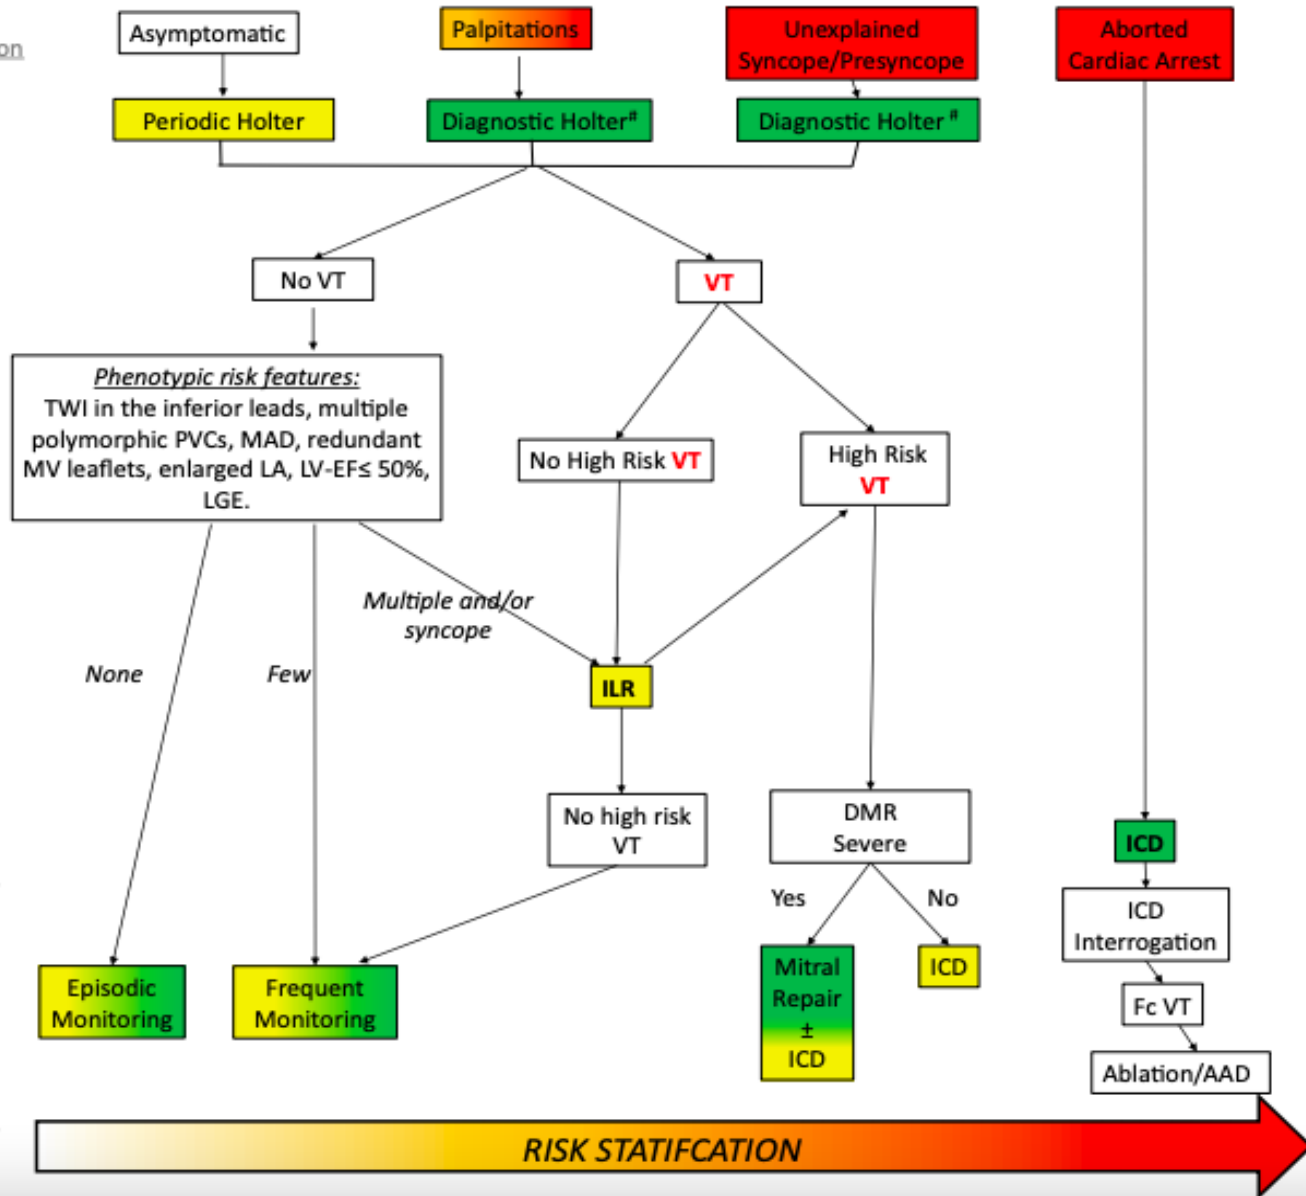 on
Asymptomatic
Palpitations
Unexplained
Syncope/Presyncope
Aborted
Cardiac Arrest
Periodic Holter
Diagnostic Holter#
Diagnostic Holter #
No VT
VT
Phenotypic risk features:
TWI in the inferior leads, multiple
polymorphic PVCs, MAD, redundant
MV leaflets, enlarged LA, LV-EF≤ 50%,
LGE.
No High Risk VT
High Risk
VT
Multiple and/or
syncope
None
Few
ILR
No high risk
VT
DMR
Severe
Yes
No
ICD
ICD
Interrogation
Fc VT
Ablation/AAD
Episodic
Monitoring
Frequent
Monitoring
Mitral
Repair
±
ICD
ICD
RISK STATIFCATION